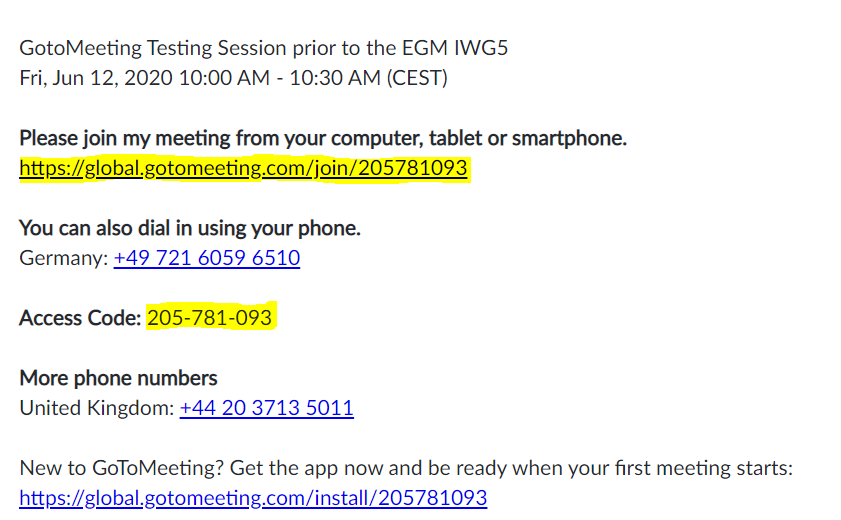 GotoMeeting Testing Session prior to the EGM IWG5
Fri, Jun 12, 2020 10:00 AM - 10:30 AM (CEST)
Please join my meeting from your computer, tablet or smartphone.
https://global.gotomeeting.com/join/205781093
You can also dial in using your phone.
Germany: +49 721 6059 6510
Access Code: 205-781-093
More phone numbers
United Kingdom: +44 20 3713 5011
New to GoToMeeting? Get the app now and be ready when your first meeting starts:
https://global.gotomeeting.com/install/205781093